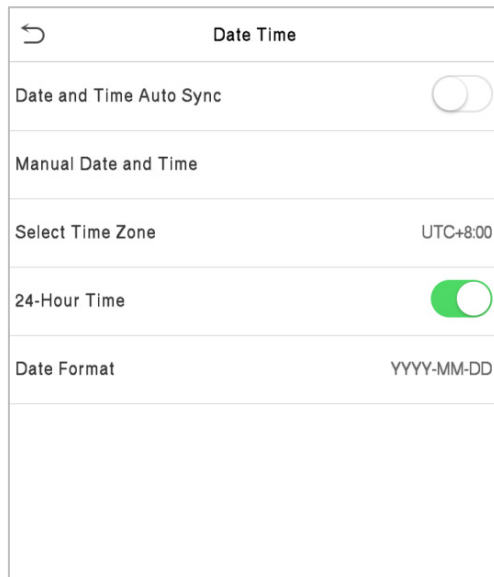 Date Time
Date and Time Auto Sync
Manual Date and Time
Select Time Zone UTC+8:00
24-Hour Time
Date Format YYYY-MM-DD